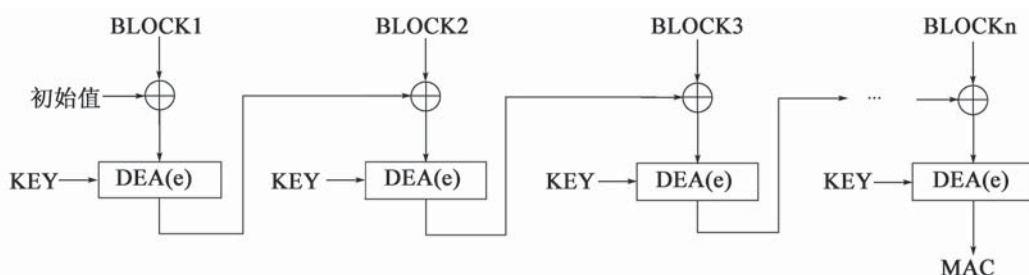 BLOCK1 BLOCK2 BLOCK3 BLOCKn
初始值 ...
KEY DEA(e) KEY DEA(e) KEY DEA(e) KEY DEA(e)
MAC